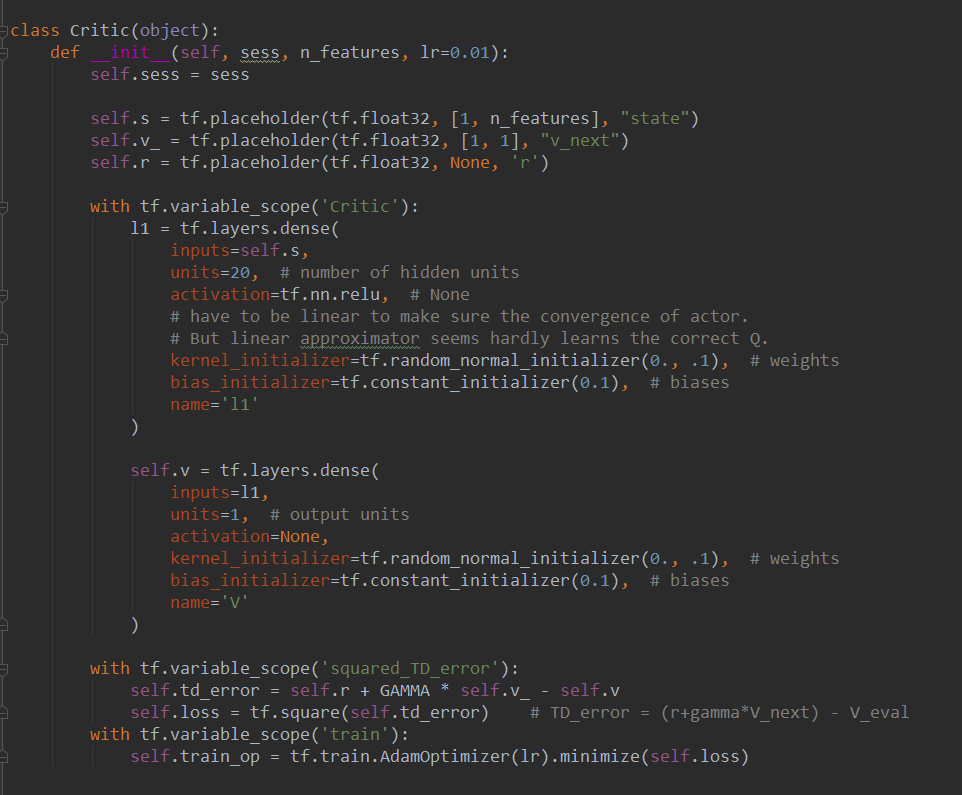 class Critic(object):
    def __init__(self, sess, n_features, lr=0.01):
        self.sess = sess

        self.s = tf.placeholder(tf.float32, [1, n_features], "state")
        self.v_ = tf.placeholder(tf.float32, [1, 1], "v_next")
        self.r = tf.placeholder(tf.float32, None, 'r')

        with tf.variable_scope('Critic'):
            l1 = tf.layers.dense(
                inputs=self.s,
                units=20,  # number of hidden units
                activation=tf.nn.relu,  # None
                # have to be linear to make sure the convergence of actor.
                # But linear approximator seems hardly learns the correct Q.
                kernel_initializer=tf.random_normal_initializer(0., .1),  # weights
                bias_initializer=tf.constant_initializer(0.1),  # biases
                name='l1'
            )

            self.v = tf.layers.dense(
                inputs=l1,
                units=1,  # output units
                activation=None,
                kernel_initializer=tf.random_normal_initializer(0., .1),  # weights
                bias_initializer=tf.constant_initializer(0.1),  # biases
                name='V'
            )

        with tf.variable_scope('squared_TD_error'):
            self.td_error = self.r + GAMMA * self.v_ - self.v
            self.loss = tf.square(self.td_error)    # TD_error = (r+gamma*V_next) - V_eval
        with tf.variable_scope('train'):
            self.train_op = tf.train.AdamOptimizer(lr).minimize(self.loss)